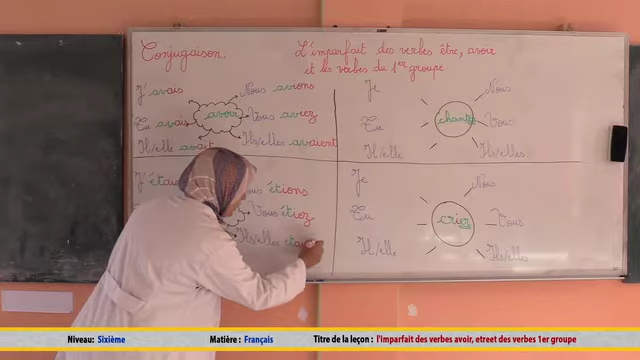 Conjugaison.
L'imparfait des verbes être, avoir
et les verbes du 1er groupe
J'avais
Tu avais
Il/elle avait
avoir
Nous avions
Vous aviez
Ils/elles avaient
Je
Tu
Il/elle
chanter
Nous
Vous
Ils/elles
J'étais
ous étions
Vous étiez
Ils/elles étai
Je
Tu
Il/elle
crier
Nous
Vous
Ils/elles
Niveau: Sixième Matière : Français Titre de la leçon : l'imparfait des verbes avoir, etreet des verbes 1er groupe